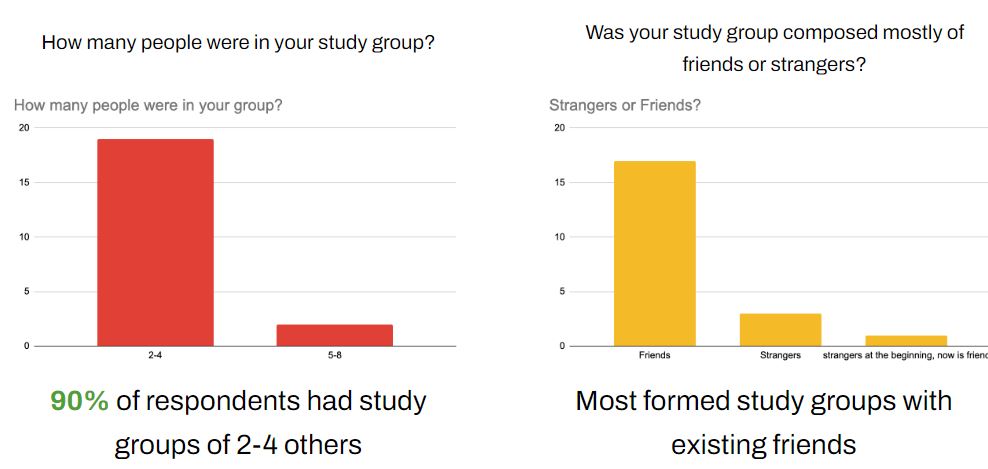 How many people were in your study group?
How many people were in your group?
20
15
10
5
0
2-4
5-8
90% of respondents had study
groups of 2-4 others
Was your study group composed mostly of
friends or strangers?
Strangers or Friends?
20
15
10
5
0
Friends
Strangers
strangers at the beginning, now is
Most formed study groups with
existing friends